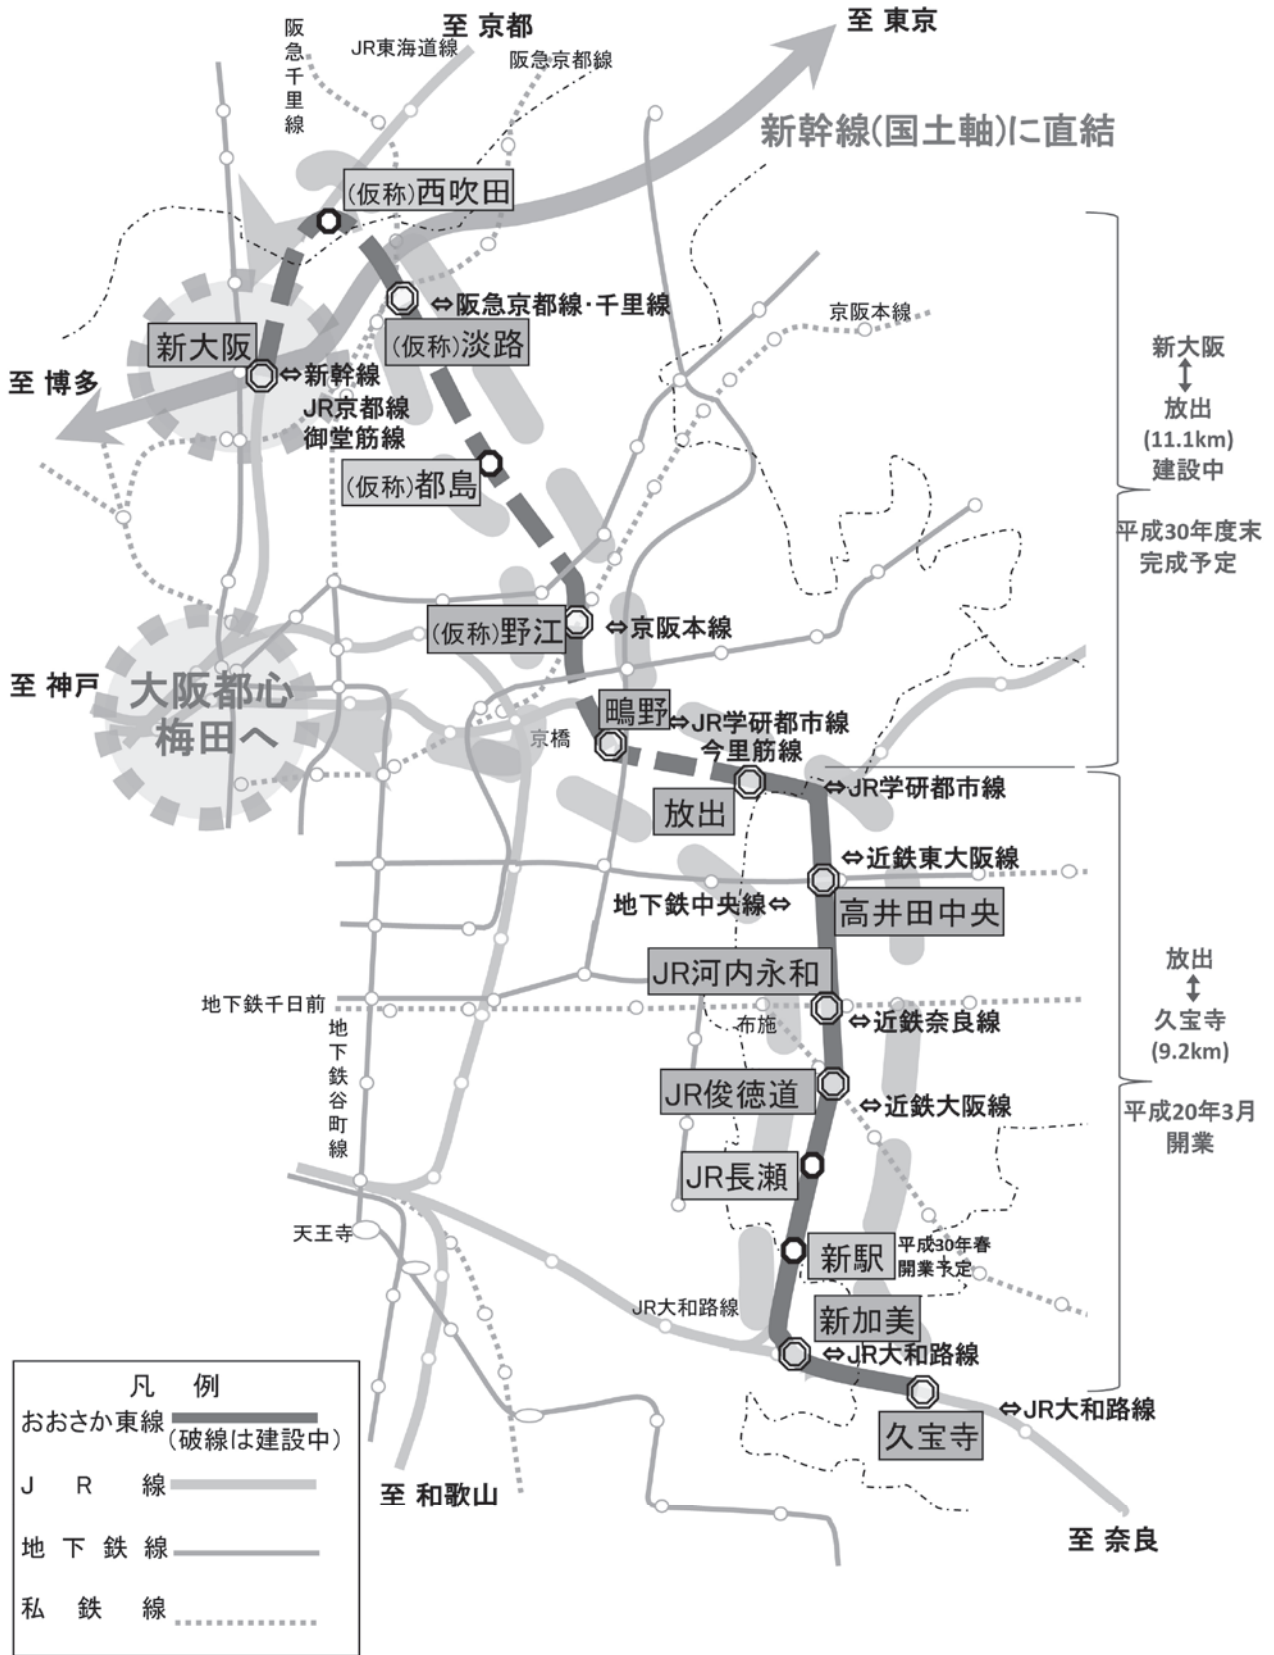 至 京都
至 東京
阪急千里線
JR東海道線
阪急京都線
新幹線(国土軸)に直結
(仮称)西吹田
⇔阪急京都線・千里線
(仮称)淡路
京阪本線
新大阪
⇔新幹線
JR京都線
御堂筋線
至 博多
(仮称)都島
新大阪
↕
放出
(11.1km)
建設中
平成30年度末
完成予定
(仮称)野江
⇔京阪本線
至 神戸
大阪都心
梅田へ
鴫野
⇔JR学研都市線
今里筋線
京橋
放出
⇔JR学研都市線
⇔近鉄東大阪線
地下鉄中央線⇔
高井田中央
JR河内永和
地下鉄千日前
布施
⇔近鉄奈良線
放出
↕
久宝寺
(9.2km)
平成20年3月
開業
地下鉄谷町線
JR俊徳道
⇔近鉄大阪線
JR長瀬
天王寺
新駅
平成30年春
開業予定
JR大和路線
新加美
⇔JR大和路線
⇔JR大和路線
久宝寺
至 和歌山
至 奈良
凡 例
おおさか東線
(破線は建設中)
J R 線
地 下 鉄 線
私 鉄 線